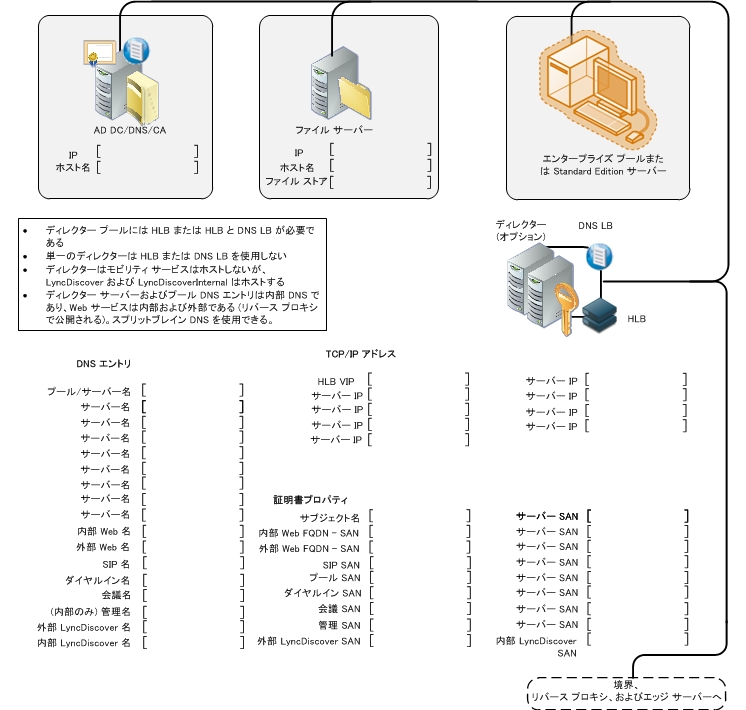 AD DC/DNS/CA
IP [ ]
ホスト名 [ ]
ファイル サーバー
IP [ ]
ホスト名 [ ]
ファイル ストア [ ]
エンタープライズ プールまた
は Standard Edition サーバー
• ディレクター プールには HLB または HLB と DNS LB が必要で
ある
• 単一のディレクターは HLB または DNS LB を使用しない
• ディレクターはモビリティ サービスはホストしないが、
LyncDiscover および LyncDiscoverInternal はホストする
• ディレクター サーバーおよびプール DNS エントリは内部 DNS で
あり、Web サービスは内部および外部である (リバース プロキシ
で公開される)。スプリットブレイン DNS を使用できる。
ディレクター
(オプション)
DNS LB
HLB
DNS エントリ
プール/サーバー名 [ ]
サーバー名 [ ]
サーバー名 [ ]
サーバー名 [ ]
サーバー名 [ ]
サーバー名 [ ]
サーバー名 [ ]
サーバー名 [ ]
サーバー名 [ ]
内部 Web 名 [ ]
外部 Web 名 [ ]
SIP 名 [ ]
ダイヤルイン名 [ ]
会議名 [ ]
(内部のみ) 管理名 [ ]
外部 LyncDiscover 名 [ ]
内部 LyncDiscover 名 [ ]
TCP/IP アドレス
HLB VIP [ ]
サーバー IP [ ]
サーバー IP [ ]
サーバー IP [ ]
サーバー IP [ ]
サーバー IP [ ]
サーバー IP [ ]
サーバー IP [ ]
サーバー IP [ ]
証明書プロパティ
サブジェクト名 [ ]
内部 Web FQDN - SAN [ ]
外部 Web FQDN - SAN [ ]
SIP SAN [ ]
プール SAN [ ]
ダイヤルイン SAN [ ]
会議 SAN [ ]
管理 SAN [ ]
外部 LyncDiscover SAN [ ]
サーバー SAN [ ]
サーバー SAN [ ]
サーバー SAN [ ]
サーバー SAN [ ]
サーバー SAN [ ]
サーバー SAN [ ]
サーバー SAN [ ]
サーバー SAN [ ]
内部 LyncDiscover [ ]
SAN
境界、
リバース プロキシ、およびエッジ サーバーへ